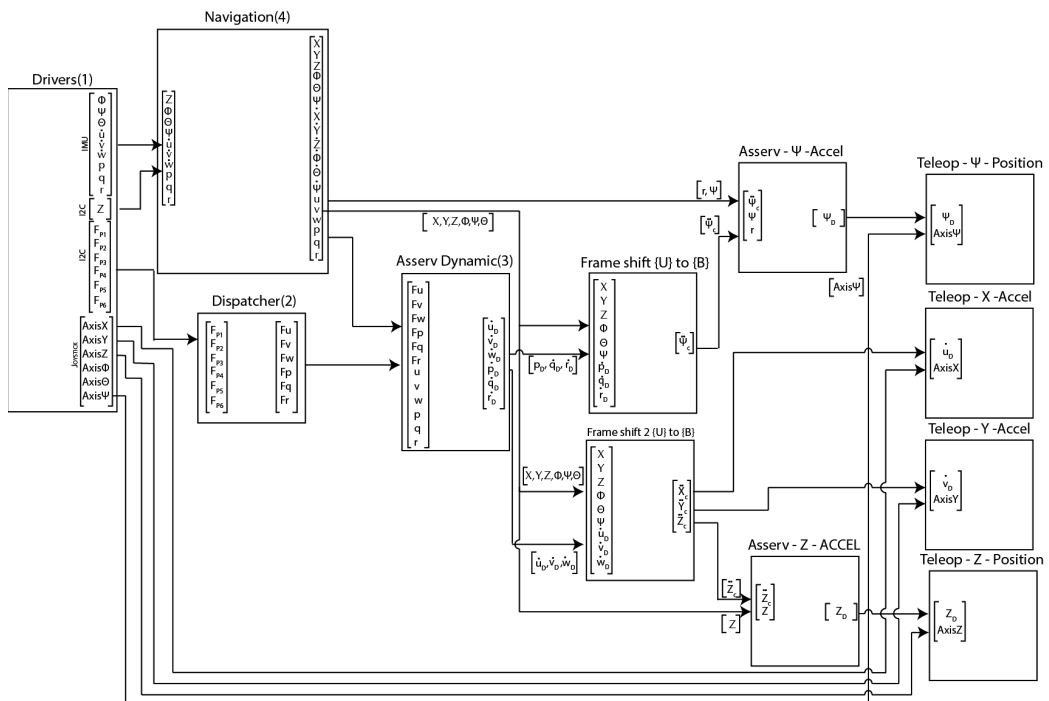 Navigation(4)
X
Y
Z
Φ
Θ
Ψ
Ẋ
Ẏ
Ż
Φ̇
Θ̇
Ψ̇
u
v
w
p
q
r
Z
Φ
Θ
Ψ
u̇
v̇
ẇ
p
q
r
Drivers(1)
IMU
Φ
Ψ
Θ
u̇
v̇
ẇ
p
q
r
I2C
Z
I2C
F_P1
F_P2
F_P3
F_P4
F_P5
F_P6
Joystick
AxisX
AxisY
AxisZ
AxisΦ
AxisΘ
AxisΨ
Dispatcher(2)
F_P1
F_P2
F_P3
F_P4
F_P5
F_P6
Fu
Fv
Fw
Fp
Fq
Fr
[ X,Y,Z,Φ,Ψ,Θ]
Asserv Dynamic(3)
Fu
Fv
Fw
Fp
Fq
Fr
u
v
w
p
q
r
u̇_D
v̇_D
ẇ_D
ṗ_D
q̇_D
ṙ_D
[ṗ_D, q̇_D, ṙ_D]
Frame shift {U} to {B}
X
Y
Z
Φ
Θ
Ψ
ṗ_D
q̇_D
ṙ_D
[Ψ̈_c]
[r, Ψ]
[Ψ̈_c]
Asserv - Ψ -Accel
Ψ̈_c
Ψ
r
[Ψ_D]
[AxisΨ]
Teleop - Ψ - Position
Ψ_D
AxisΨ
Teleop - X -Accel
u̇_D
AxisX
Frame shift 2 {U} to {B}
[X,Y,Z,Φ,Ψ,Θ]
[u̇_D, v̇_D, ẇ_D]
X
Y
Z
Φ
Θ
Ψ
u̇_D
v̇_D
ẇ_D
Ẍ_c
Ÿ_c
Z̈_c
Teleop - Y -Accel
v̇_D
AxisY
Asserv - Z - ACCEL
[Z̈_c]
[Z]
Z̈_c
Z
[Z_D]
Teleop - Z - Position
Z_D
AxisZ